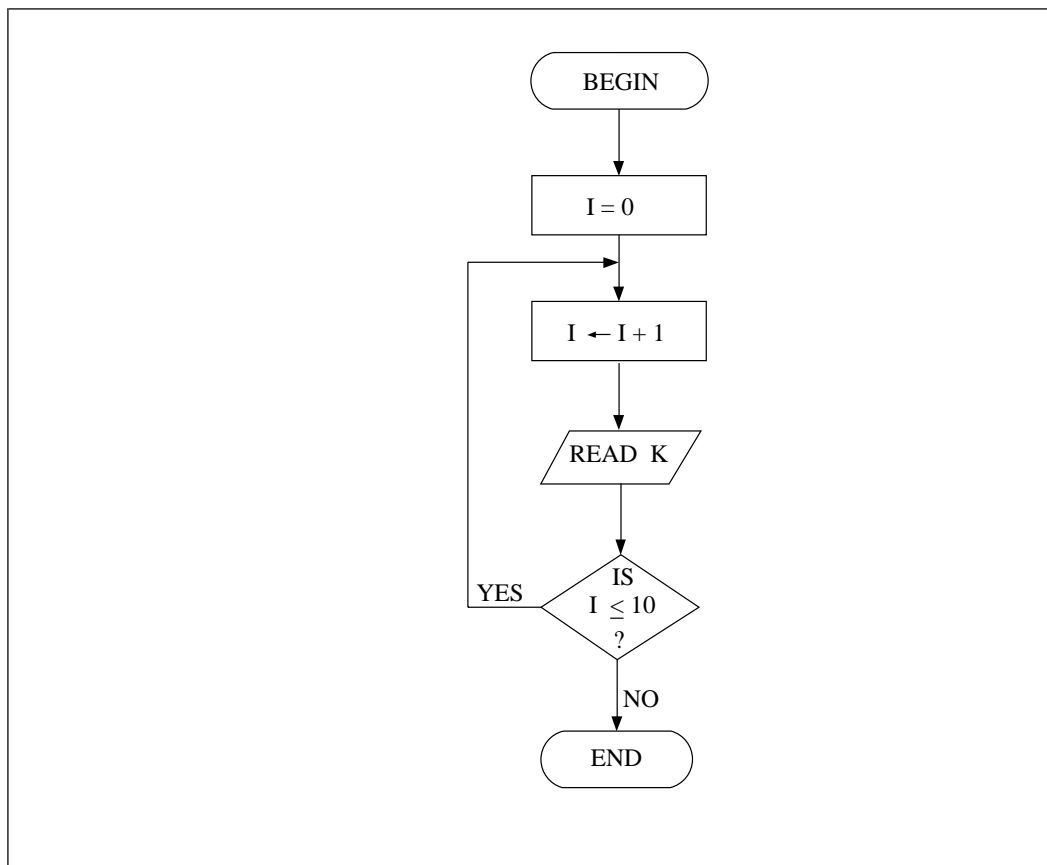 BEGIN
I = 0
I ← I + 1
READ K
IS
I ≤ 10
?
YES
NO
END